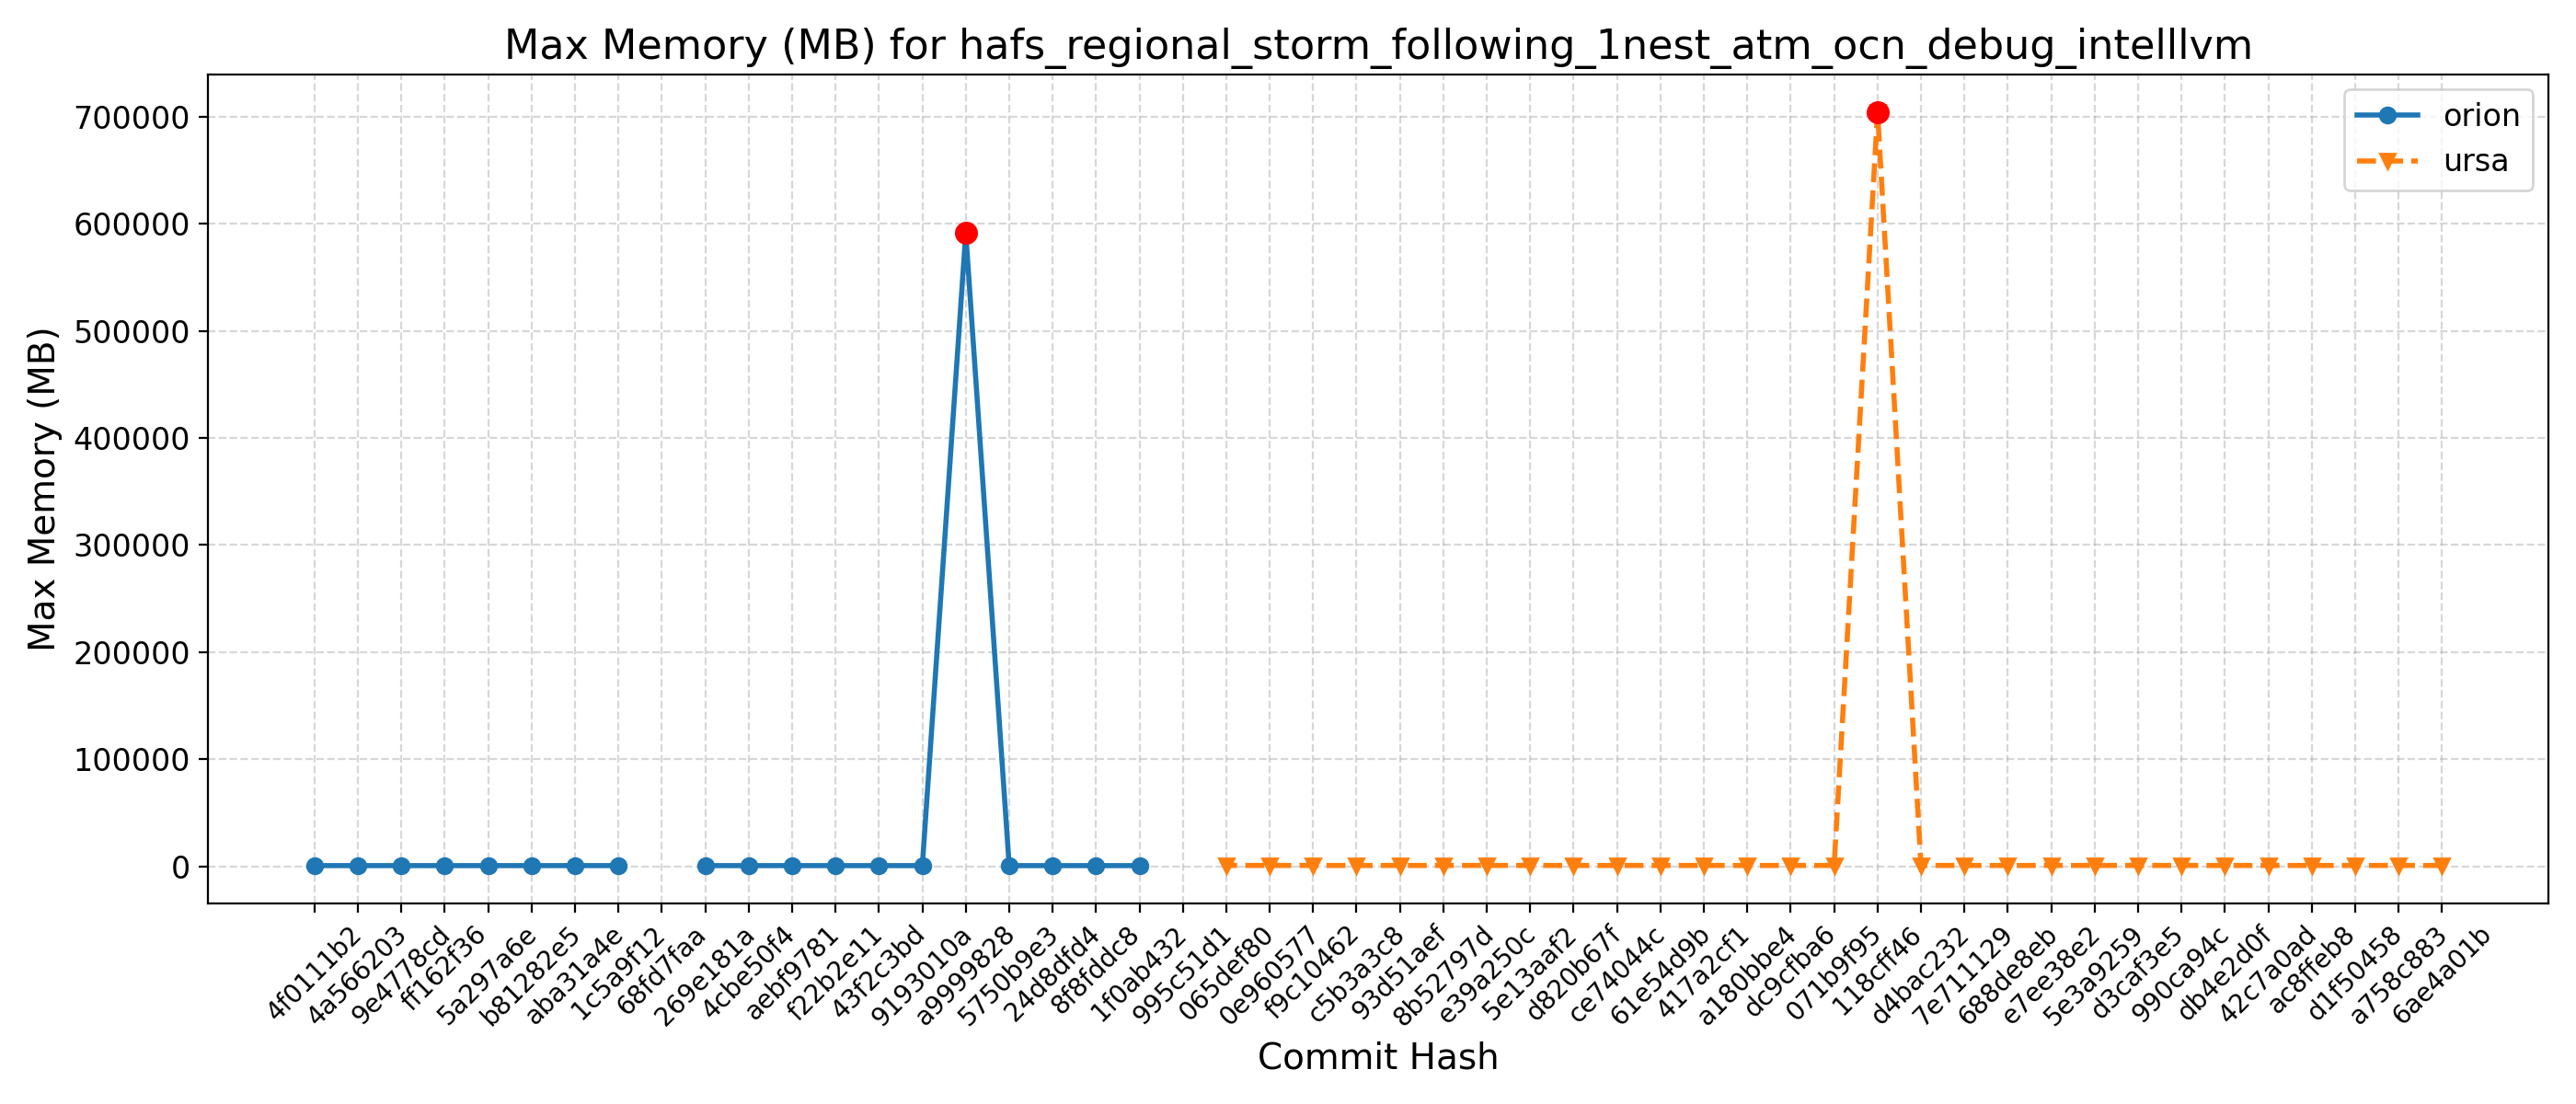 Max Memory (MB) for hafs_regional_storm_following_1nest_atm_ocn_debug_intelllvm
orion
ursa
Max Memory (MB)
700000
600000
500000
400000
300000
200000
100000
0
4f0111b2
4a566203
9e4778cd
ff162f36
5a297a6e
b81282e5
aba31a4e
1c5a9f12
68fd7faa
269e181a
4cbe50f4
aebf9781
f22b2e11
43f2c3bd
9193010a
a9999828
5750b9e3
24d8dfd4
8f8fddc8
1f0ab432
995c51d1
065def80
0e960577
f9c10462
c5b3a3c8
93d51aef
8b52797d
e39a250c
5e13aaf2
d820b67f
ce74044c
61e54d9b
417a2cf1
a180bbe4
dc9cfba6
071b9f95
118cff46
d4bac232
7e711129
688de8eb
e7ee38e2
5e3a9259
d3caf3e5
990ca94c
db4e2d0f
42c7a0ad
ac8ffeb8
d1f50458
a758c883
6ae4a01b
Commit Hash